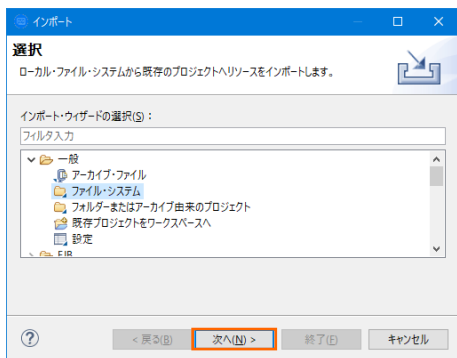 インポート
選択
ローカル・ファイル・システムから既存のプロジェクトへリソースをインポートします。
インポート・ウィザードの選択(S)：
フィルタ入力
一般
アーカイブ・ファイル
ファイル・システム
フォルダーまたはアーカイブ由来のプロジェクト
既存プロジェクトをワークスペースへ
設定
EJB
< 戻る(B)
次へ(N) >
終了(F)
キャンセル